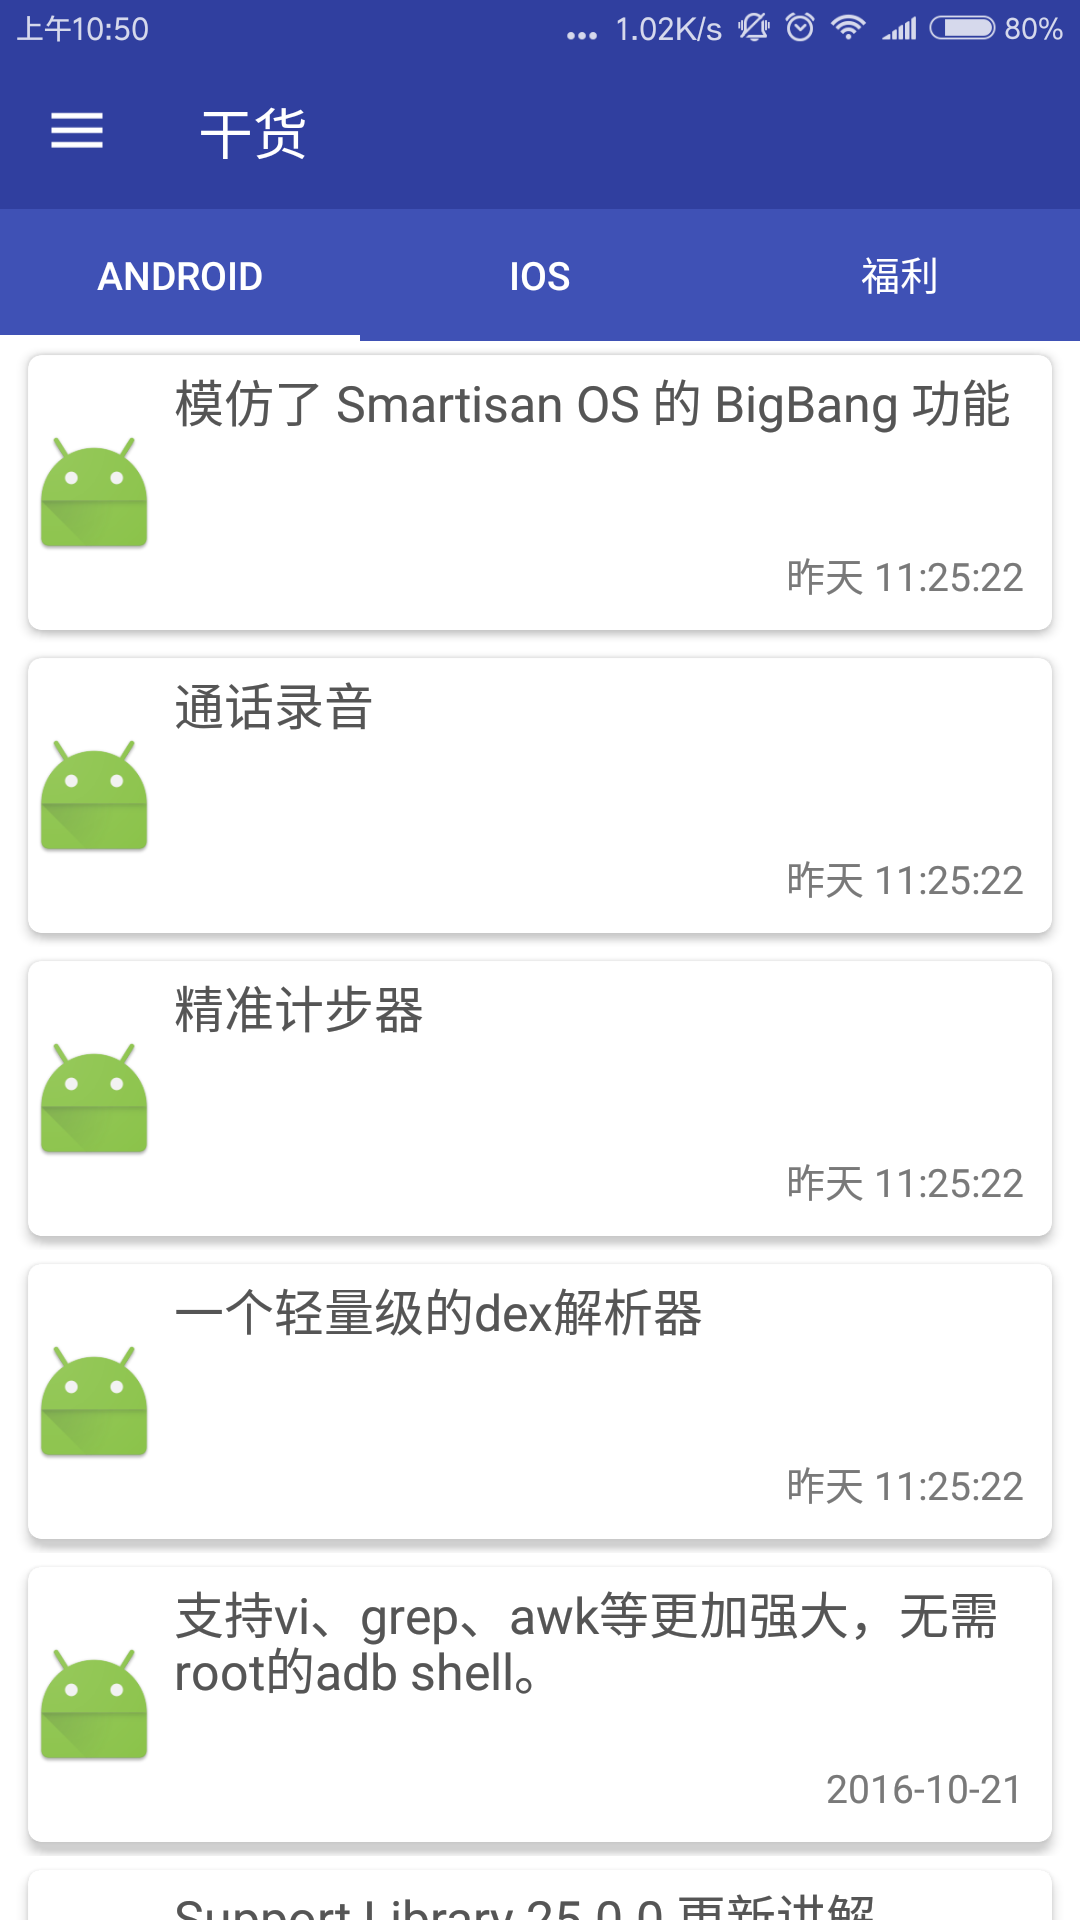 上午10:50
... 1.02K/s 80%
干货
ANDROID
IOS
福利
模仿了 Smartisan OS 的 BigBang 功能
昨天 11:25:22
通话录音
昨天 11:25:22
精准计步器
昨天 11:25:22
一个轻量级的dex解析器
昨天 11:25:22
支持vi、grep、awk等更加强大，无需
root的adb shell。
2016-10-21
Support Library 25.0.0 更新讲解